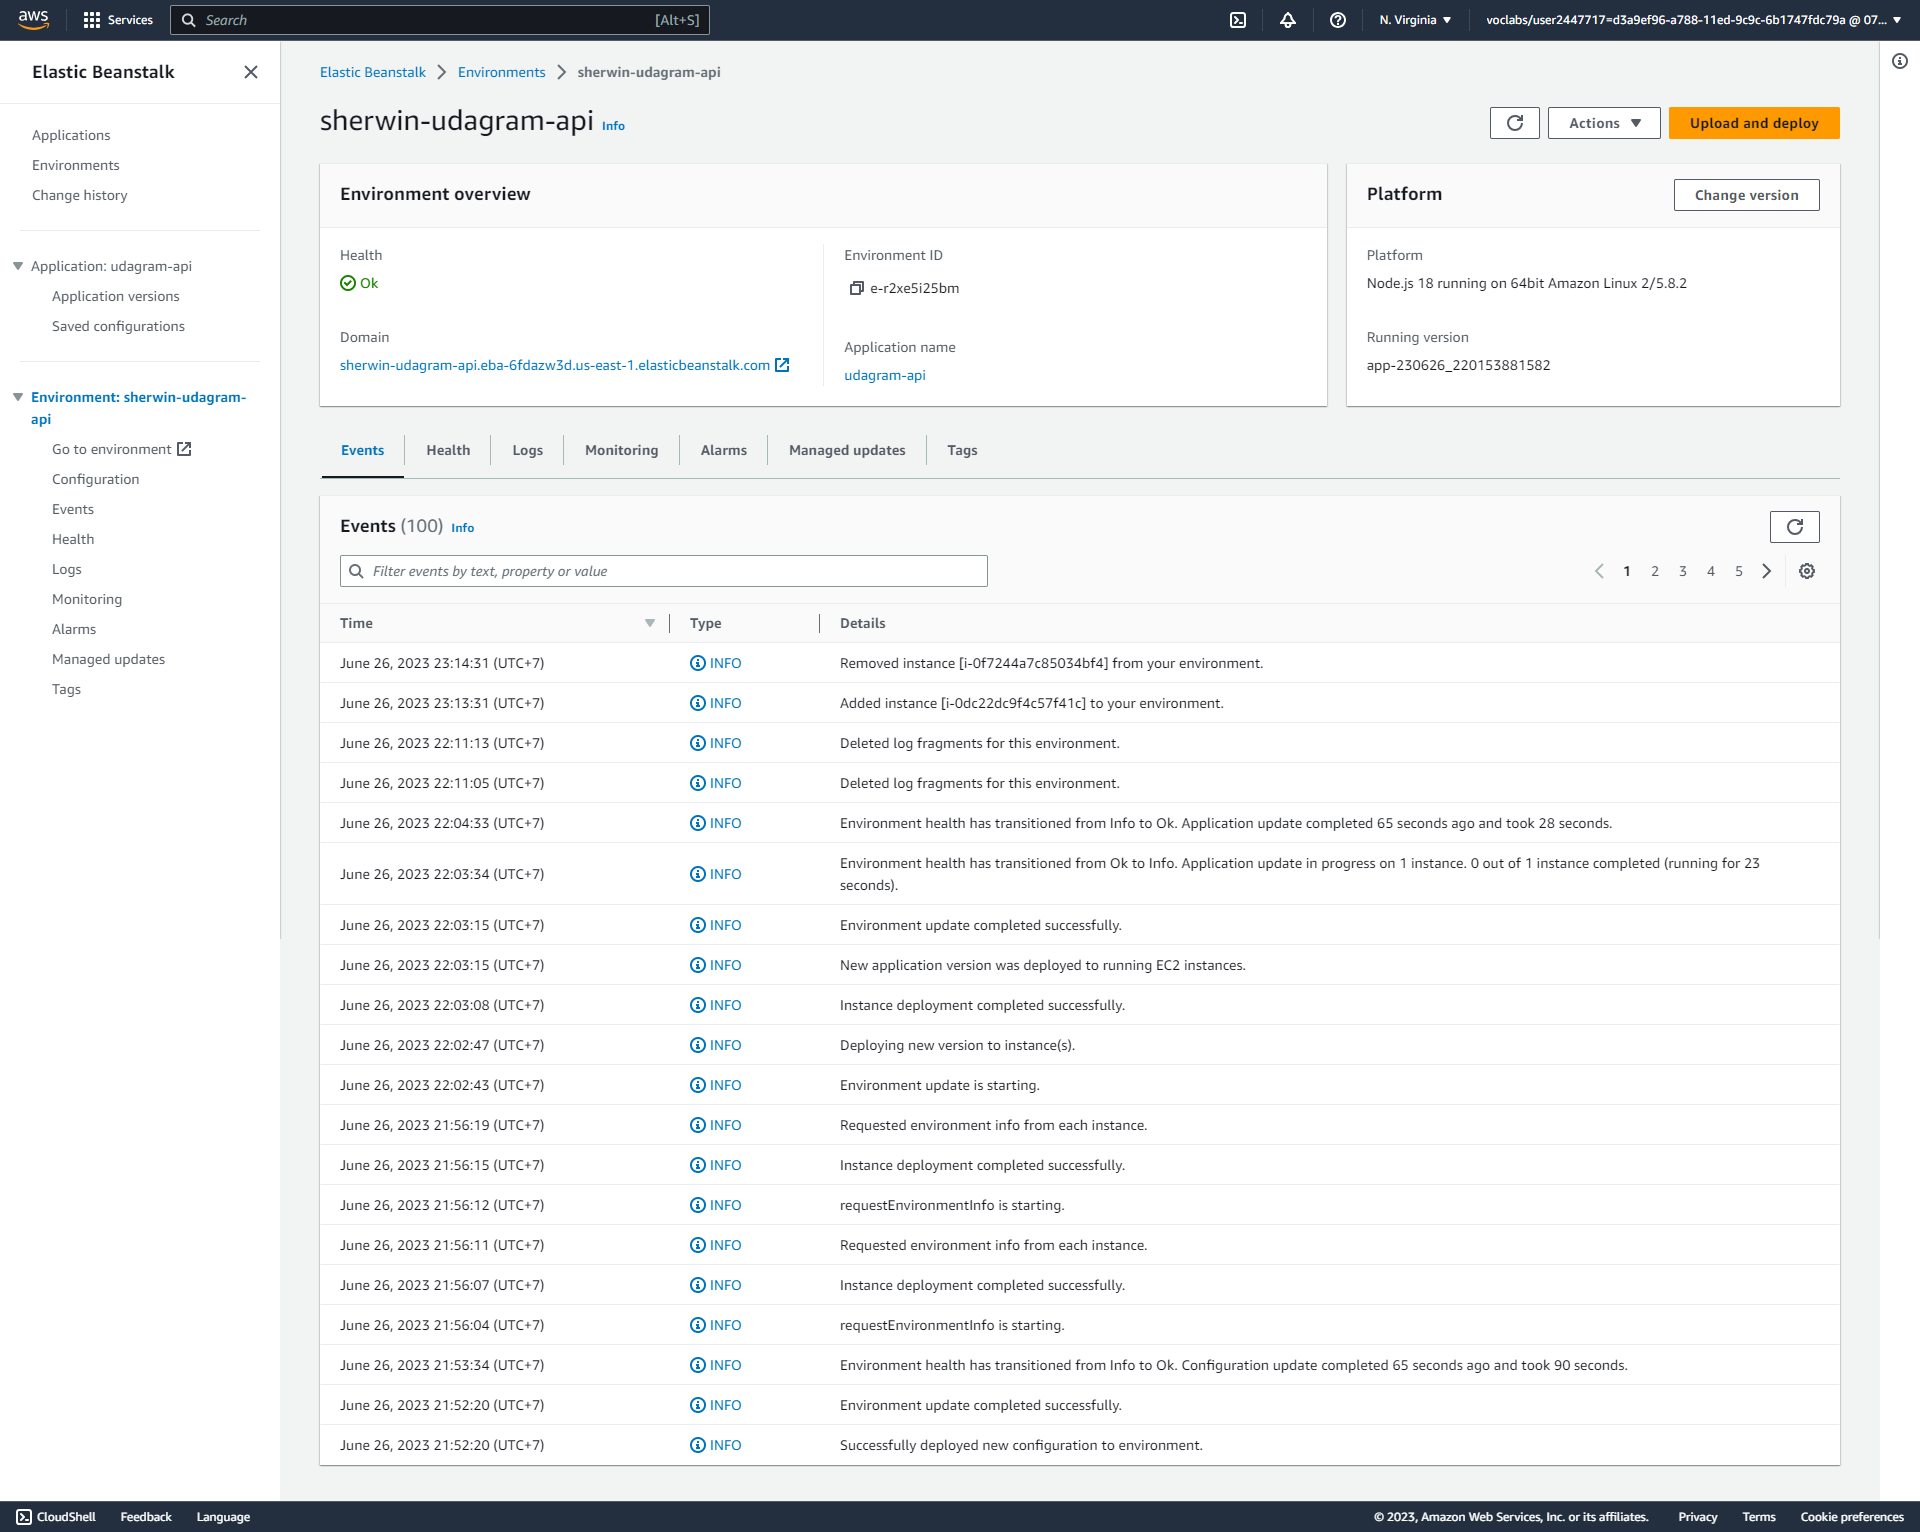 aws
Services
Search [Alt+S]
N. Virginia
voclabs/user2447717=d3a9ef96-a788-11ed-9c9c-6b1747fdc79a @ 07...
Elastic Beanstalk
Applications
Environments
Change history
Application: udagram-api
Application versions
Saved configurations
Environment: sherwin-udagram-
api
Go to environment
Configuration
Events
Health
Logs
Monitoring
Alarms
Managed updates
Tags
Elastic Beanstalk > Environments > sherwin-udagram-api
sherwin-udagram-api Info
Actions
Upload and deploy
Environment overview
Health
Ok
Domain
sherwin-udagram-api.eba-6fdazw3d.us-east-1.elasticbeanstalk.com
Environment ID
e-r2xe5i25bm
Application name
udagram-api
Platform
Change version
Platform
Node.js 18 running on 64bit Amazon Linux 2/5.8.2
Running version
app-230626_220153881582
Events Health Logs Monitoring Alarms Managed updates Tags
Events (100) Info
Filter events by text, property or value
1 2 3 4 5
Time Type Details
June 26, 2023 23:14:31 (UTC+7) INFO Removed instance [i-0f7244a7c85034bf4] from your environment.
June 26, 2023 23:13:31 (UTC+7) INFO Added instance [i-0dc22dc9f4c57f41c] to your environment.
June 26, 2023 22:11:13 (UTC+7) INFO Deleted log fragments for this environment.
June 26, 2023 22:11:05 (UTC+7) INFO Deleted log fragments for this environment.
June 26, 2023 22:04:33 (UTC+7) INFO Environment health has transitioned from Info to Ok. Application update completed 65 seconds ago and took 28 seconds.
June 26, 2023 22:03:34 (UTC+7) INFO Environment health has transitioned from Ok to Info. Application update in progress on 1 instance. 0 out of 1 instance completed (running for 23
seconds).
June 26, 2023 22:03:15 (UTC+7) INFO Environment update completed successfully.
June 26, 2023 22:03:15 (UTC+7) INFO New application version was deployed to running EC2 instances.
June 26, 2023 22:03:08 (UTC+7) INFO Instance deployment completed successfully.
June 26, 2023 22:02:47 (UTC+7) INFO Deploying new version to instance(s).
June 26, 2023 22:02:43 (UTC+7) INFO Environment update is starting.
June 26, 2023 21:56:19 (UTC+7) INFO Requested environment info from each instance.
June 26, 2023 21:56:15 (UTC+7) INFO Instance deployment completed successfully.
June 26, 2023 21:56:12 (UTC+7) INFO requestEnvironmentInfo is starting.
June 26, 2023 21:56:11 (UTC+7) INFO Requested environment info from each instance.
June 26, 2023 21:56:07 (UTC+7) INFO Instance deployment completed successfully.
June 26, 2023 21:56:04 (UTC+7) INFO requestEnvironmentInfo is starting.
June 26, 2023 21:53:34 (UTC+7) INFO Environment health has transitioned from Info to Ok. Configuration update completed 65 seconds ago and took 90 seconds.
June 26, 2023 21:52:20 (UTC+7) INFO Environment update completed successfully.
June 26, 2023 21:52:20 (UTC+7) INFO Successfully deployed new configuration to environment.
CloudShell Feedback Language
© 2023, Amazon Web Services, Inc. or its affiliates. Privacy Terms Cookie preferences